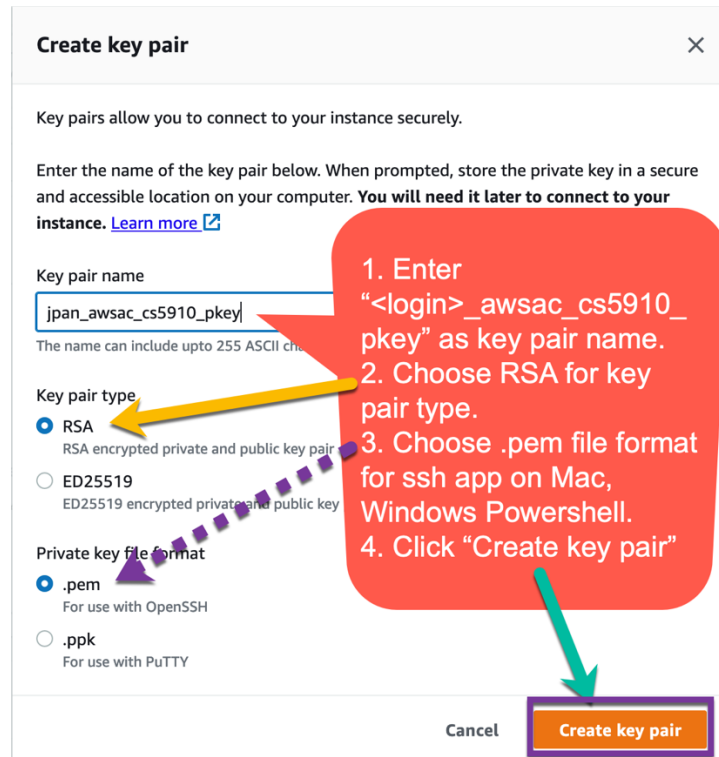 Create key pair
Key pairs allow you to connect to your instance securely.
Enter the name of the key pair below. When prompted, store the private key in a secure
and accessible location on your computer. You will need it later to connect to your
instance. Learn more
Key pair name
jpan_awsac_cs5910_pkey
The name can include upto 255 ASCII
Key pair type
RSA
RSA encrypted private and public key pair
ED25519
ED25519 encrypted private and public key
Private key file format
.pem
For use with OpenSSH
.ppk
For use with PuTTY
1. Enter
“<login>_awsac_cs5910_
pkey” as key pair name.
2. Choose RSA for key
pair type.
3. Choose .pem file format
for ssh app on Mac,
Windows Powershell.
4. Click “Create key pair”
Cancel
Create key pair